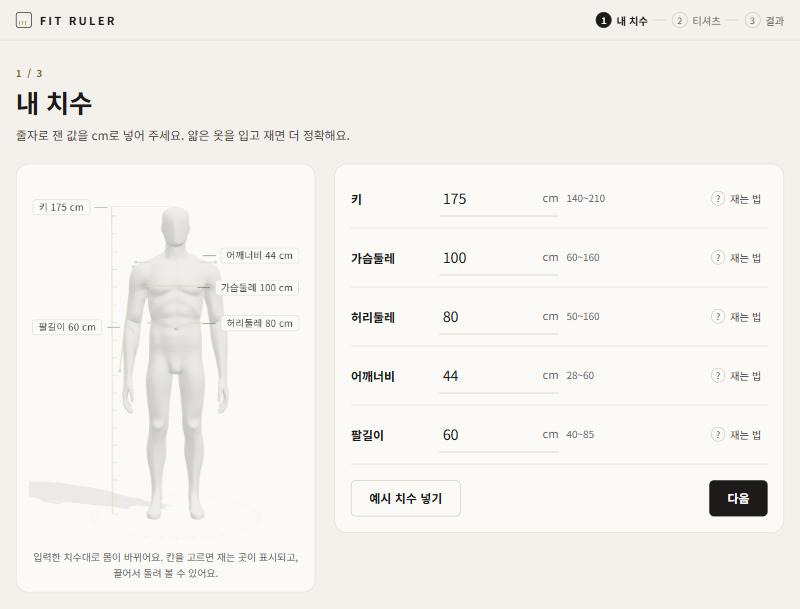 FIT RULER
1 내 치수 2 티셔츠 3 결과
1 / 3
내 치수
줄자로 잰 값을 cm로 넣어 주세요. 얇은 옷을 입고 재면 더 정확해요.
키 175 cm
어깨너비 44 cm
가슴둘레 100 cm
허리둘레 80 cm
팔길이 60 cm
입력한 치수대로 몸이 바뀌어요. 칸을 고르면 재는 곳이 표시되고,
끌어서 돌려 볼 수 있어요.
키 175 cm 140~210 ? 재는 법
가슴둘레 100 cm 60~160 ? 재는 법
허리둘레 80 cm 50~160 ? 재는 법
어깨너비 44 cm 28~60 ? 재는 법
팔길이 60 cm 40~85 ? 재는 법
예시 치수 넣기 다음